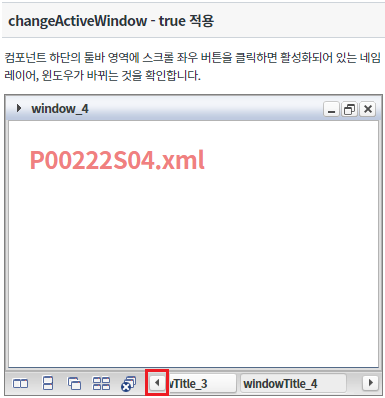 changeActiveWindow - true 적용
컴포넌트 하단의 툴바 영역에 스크롤 좌우 버튼을 클릭하면 활성화되어 있는 네임
레이어, 윈도우가 바뀌는 것을 확인합니다.
window_4
P00222S04.xml
wTitle_3 windowTitle_4